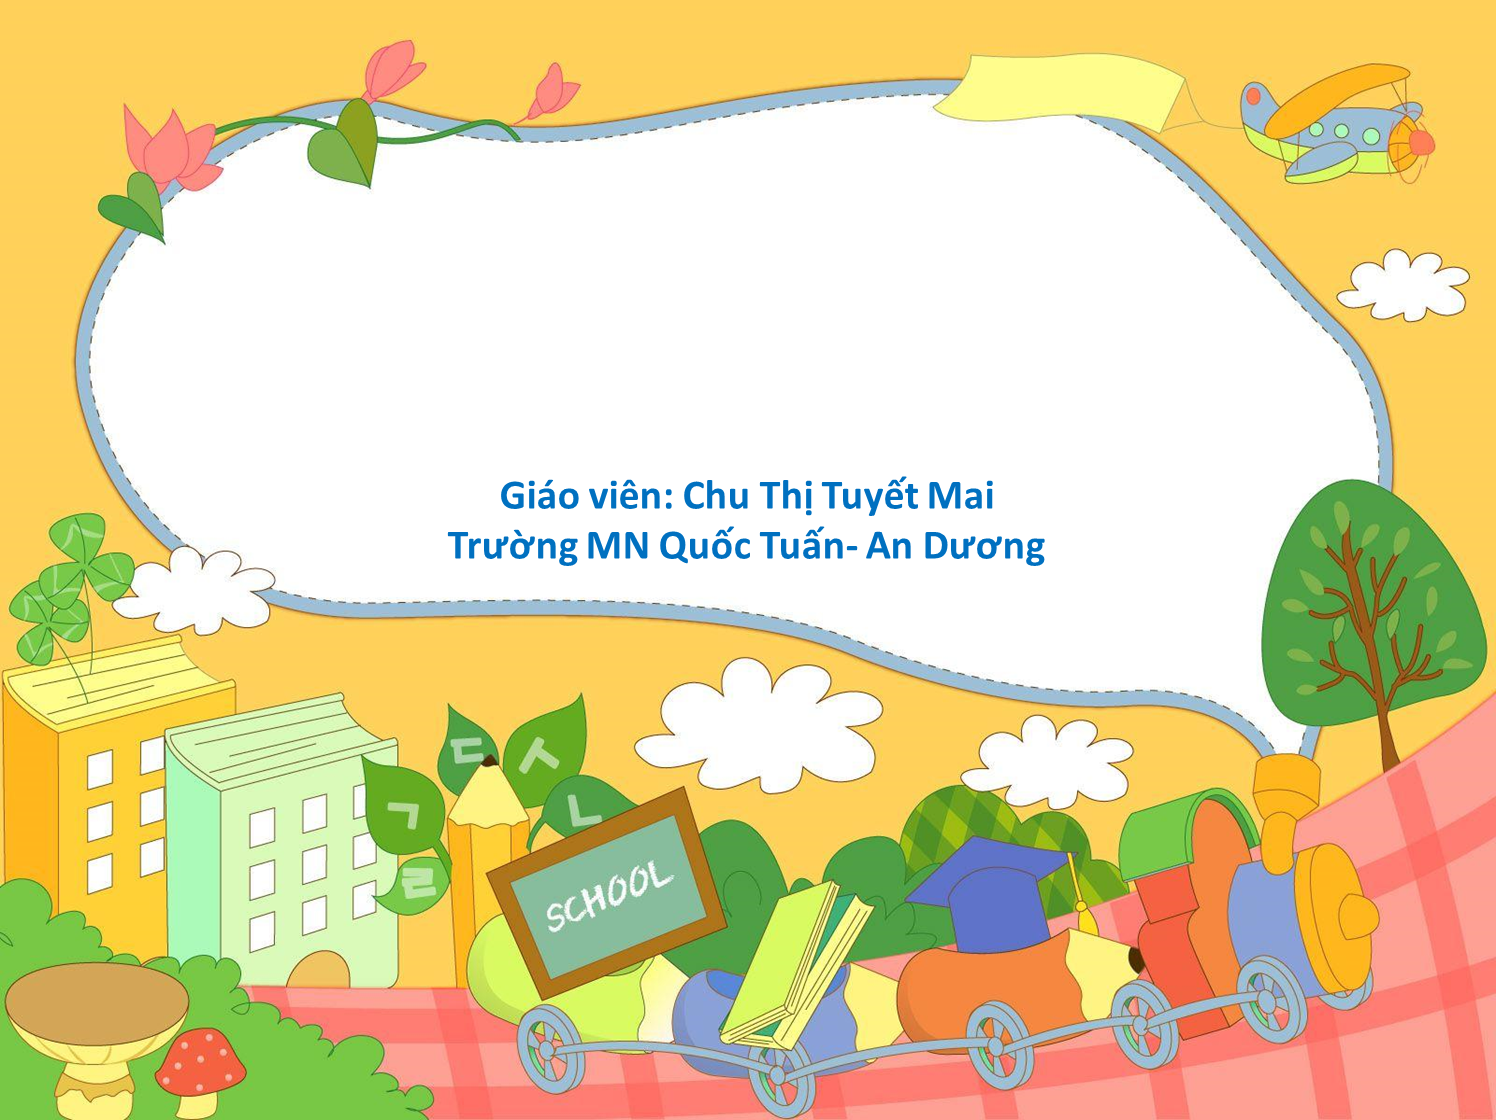 Giáo viên: Chu Thị Tuyết Mai
Trường MN Quốc Tuấn- An Dương
ㄷ
ㅅ
ㄱ
ㄴ
ㄹ
SCHOOL